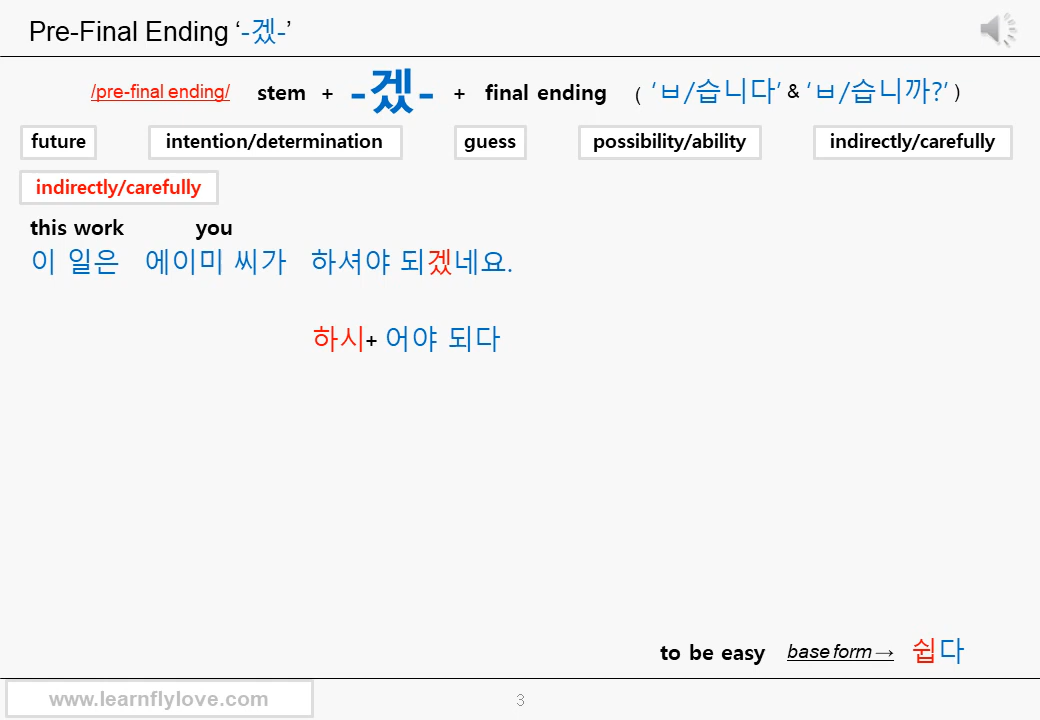 Pre-Final Ending ‘-겠-’
/pre-final ending/ stem + -겠- + final ending ( ‘ㅂ/습니다’ & ‘ㅂ/습니까?’ )
future intention/determination guess possibility/ability indirectly/carefully
indirectly/carefully
this work you
이 일은 에이미 씨가 하셔야 되겠네요.
하시+ 어야 되다
to be easy base form→ 쉽다
www.learnflylove.com 3